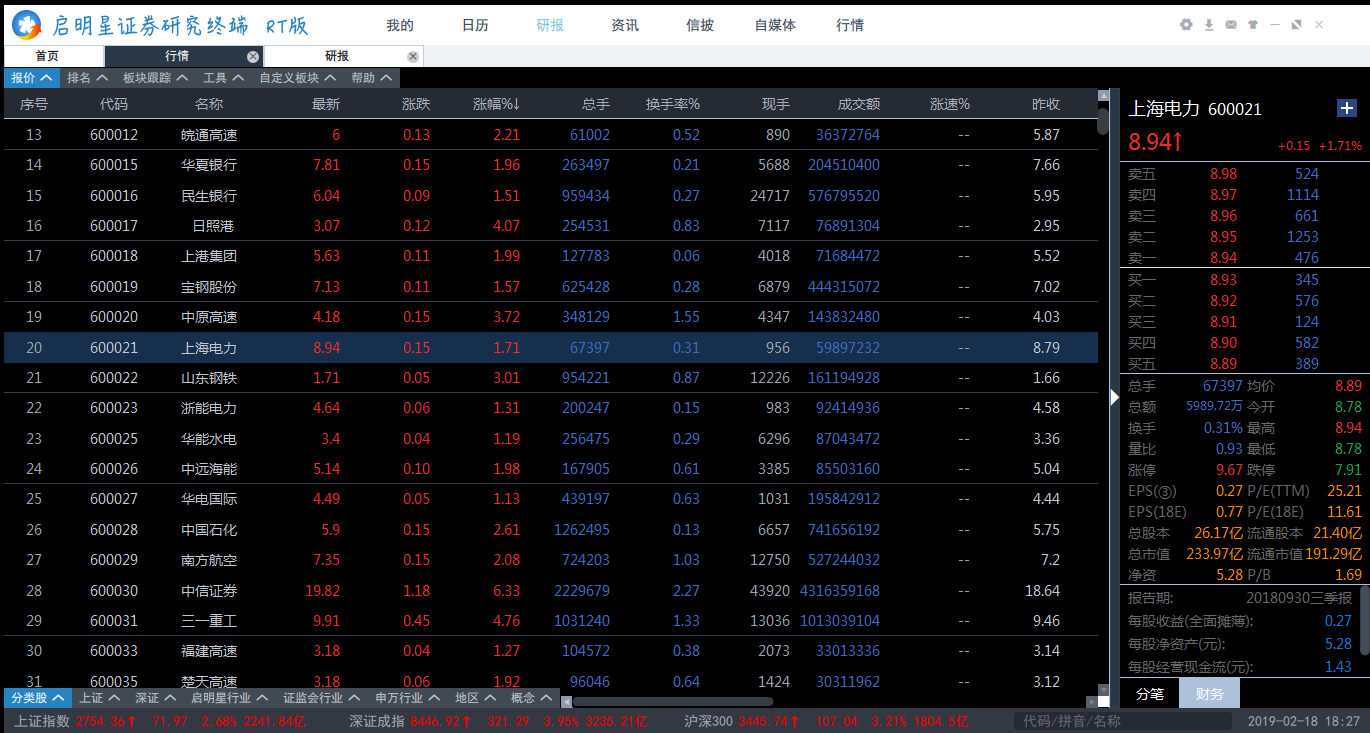 启明星证券研究终端 RT版 我的 日历 研报 资讯 信披 自媒体 行情
首页 行情 研报
报价 排名 板块跟踪 工具 自定义板块 帮助
序号 代码 名称 最新 涨跌 涨幅%↓ 总手 换手率% 现手 成交额 涨速% 昨收
13 600012 皖通高速 6 0.13 2.21 61002 0.52 890 36372764 -- 5.87
14 600015 华夏银行 7.81 0.15 1.96 263497 0.21 5688 204510400 -- 7.66
15 600016 民生银行 6.04 0.09 1.51 959434 0.27 24717 576795520 -- 5.95
16 600017 日照港 3.07 0.12 4.07 254531 0.83 7117 76891304 -- 2.95
17 600018 上港集团 5.63 0.11 1.99 127783 0.06 4018 71684472 -- 5.52
18 600019 宝钢股份 7.13 0.11 1.57 625428 0.28 6879 444315072 -- 7.02
19 600020 中原高速 4.18 0.15 3.72 348129 1.55 4347 143832480 -- 4.03
20 600021 上海电力 8.94 0.15 1.71 67397 0.31 956 59897232 -- 8.79
21 600022 山东钢铁 1.71 0.05 3.01 954221 0.87 12226 161194928 -- 1.66
22 600023 浙能电力 4.64 0.06 1.31 200247 0.15 983 92414936 -- 4.58
23 600025 华能水电 3.4 0.04 1.19 256475 0.29 6296 87043472 -- 3.36
24 600026 中远海能 5.14 0.10 1.98 167905 0.61 3385 85503160 -- 5.04
25 600027 华电国际 4.49 0.05 1.13 439197 0.63 1031 195842912 -- 4.44
26 600028 中国石化 5.9 0.15 2.61 1262495 0.13 6657 741656192 -- 5.75
27 600029 南方航空 7.35 0.15 2.08 724203 1.03 12750 527244032 -- 7.2
28 600030 中信证券 19.82 1.18 6.33 2229679 2.27 43920 4316359168 -- 18.64
29 600031 三一重工 9.91 0.45 4.76 1031240 1.33 13036 1013039104 -- 9.46
30 600033 福建高速 3.18 0.04 1.27 104572 0.38 2073 33013336 -- 3.14
31 600035 楚天高速 3.18 0.06 1.92 96046 0.64 1424 30311962 -- 3.12
上海电力 600021
8.94↑ +0.15 +1.71%
卖五 8.98 524
卖四 8.97 1114
卖三 8.96 661
卖二 8.95 1253
卖一 8.94 476
买一 8.93 345
买二 8.92 576
买三 8.91 124
买四 8.90 582
买五 8.89 389
总手 67397 均价 8.89
总额 5989.72万 今开 8.78
换手 0.31% 最高 8.94
量比 0.93 最低 8.78
涨停 9.67 跌停 7.91
EPS(③) 0.27 P/E(TTM) 25.21
EPS(18E) 0.77 P/E(18E) 11.61
总股本 26.17亿 流通股本 21.40亿
总市值 233.97亿 流通市值 191.29亿
净资 5.28 P/B 1.69
报告期: 20180930三季报
每股收益(全面摊薄): 0.27
每股净资产(元): 5.28
每股经营现金流(元): 1.43
分笔 财务
分类股 上证 深证 启明星行业 证监会行业 申万行业 地区 概念
上证指数 2754.36↑ 71.97 2.68% 2241.84亿 深证成指 8446.92↑ 321.29 3.95% 3235.21亿 沪深300 3445.74↑ 107.04 3.21% 1804.5亿 代码/拼音/名称 2019-02-18 18:27